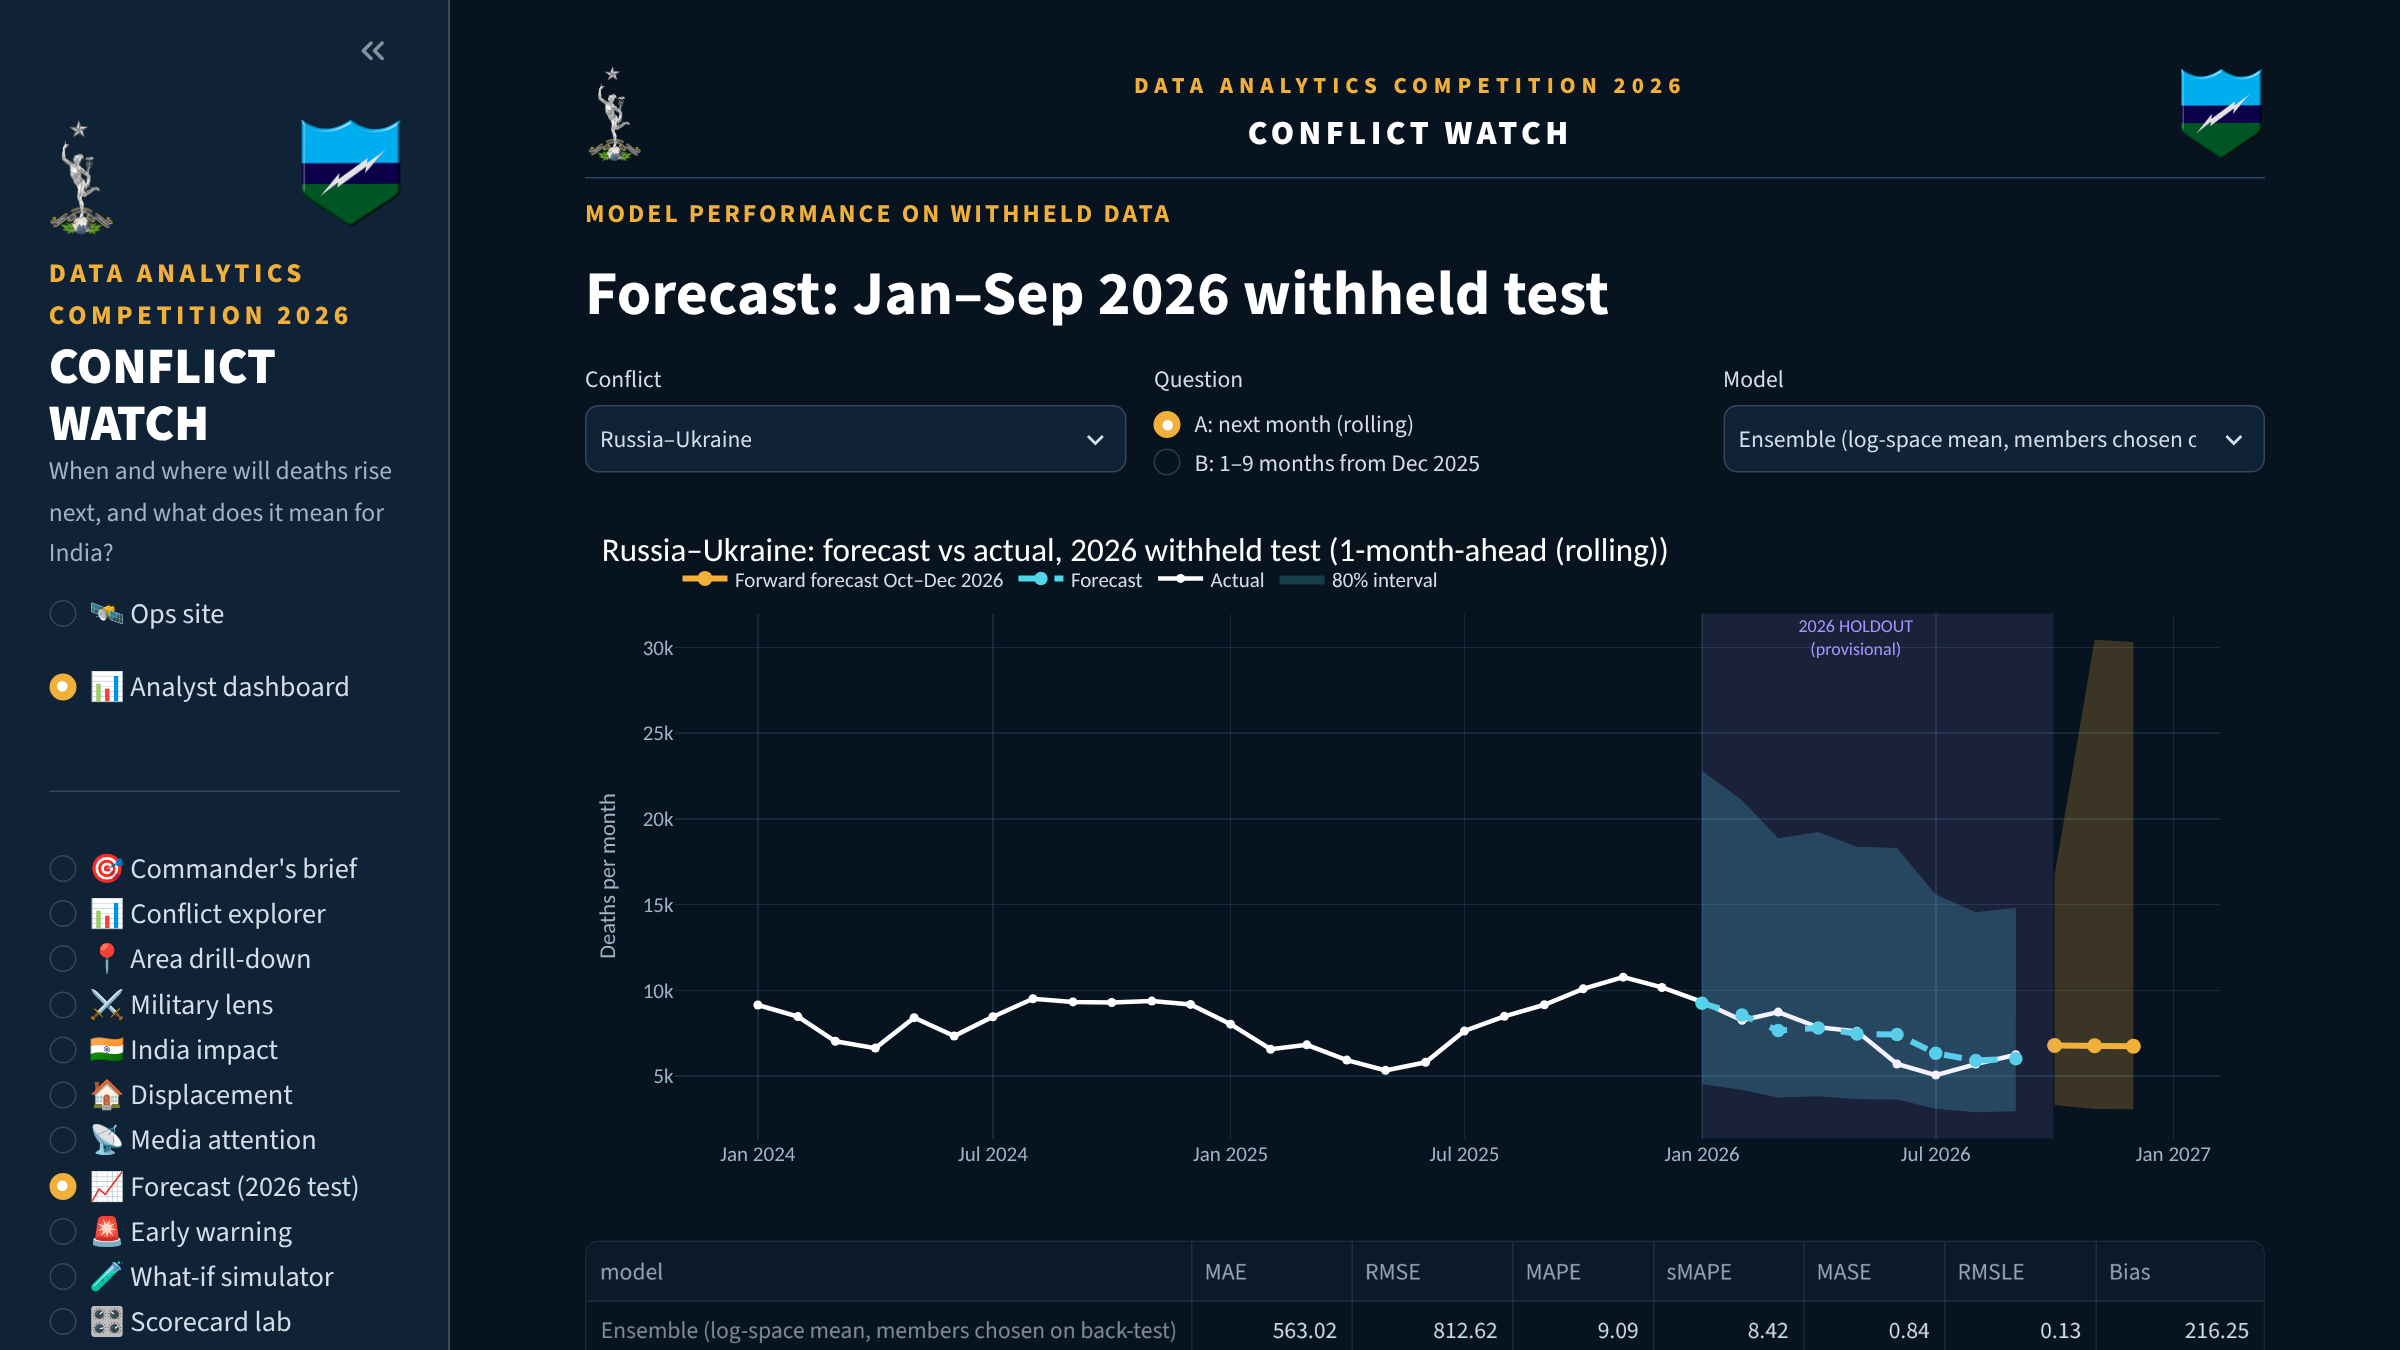 DATA ANALYTICS
COMPETITION 2026
CONFLICT
WATCH
When and where will deaths rise
next, and what does it mean for
India?
Ops site
Analyst dashboard
Commander's brief
Conflict explorer
Area drill-down
Military lens
India impact
Displacement
Media attention
Forecast (2026 test)
Early warning
What-if simulator
Scorecard lab
DATA ANALYTICS COMPETITION 2026
CONFLICT WATCH
MODEL PERFORMANCE ON WITHHELD DATA
Forecast: Jan–Sep 2026 withheld test
Conflict
Russia–Ukraine
Question
A: next month (rolling)
B: 1–9 months from Dec 2025
Model
Ensemble (log-space mean, members chosen c
Russia–Ukraine: forecast vs actual, 2026 withheld test (1-month-ahead (rolling))
Forward forecast Oct–Dec 2026 Forecast Actual 80% interval
2026 HOLDOUT
(provisional)
Deaths per month
30k
25k
20k
15k
10k
5k
Jan 2024 Jul 2024 Jan 2025 Jul 2025 Jan 2026 Jul 2026 Jan 2027
model MAE RMSE MAPE sMAPE MASE RMSLE Bias
Ensemble (log-space mean, members chosen on back-test) 563.02 812.62 9.09 8.42 0.84 0.13 216.25